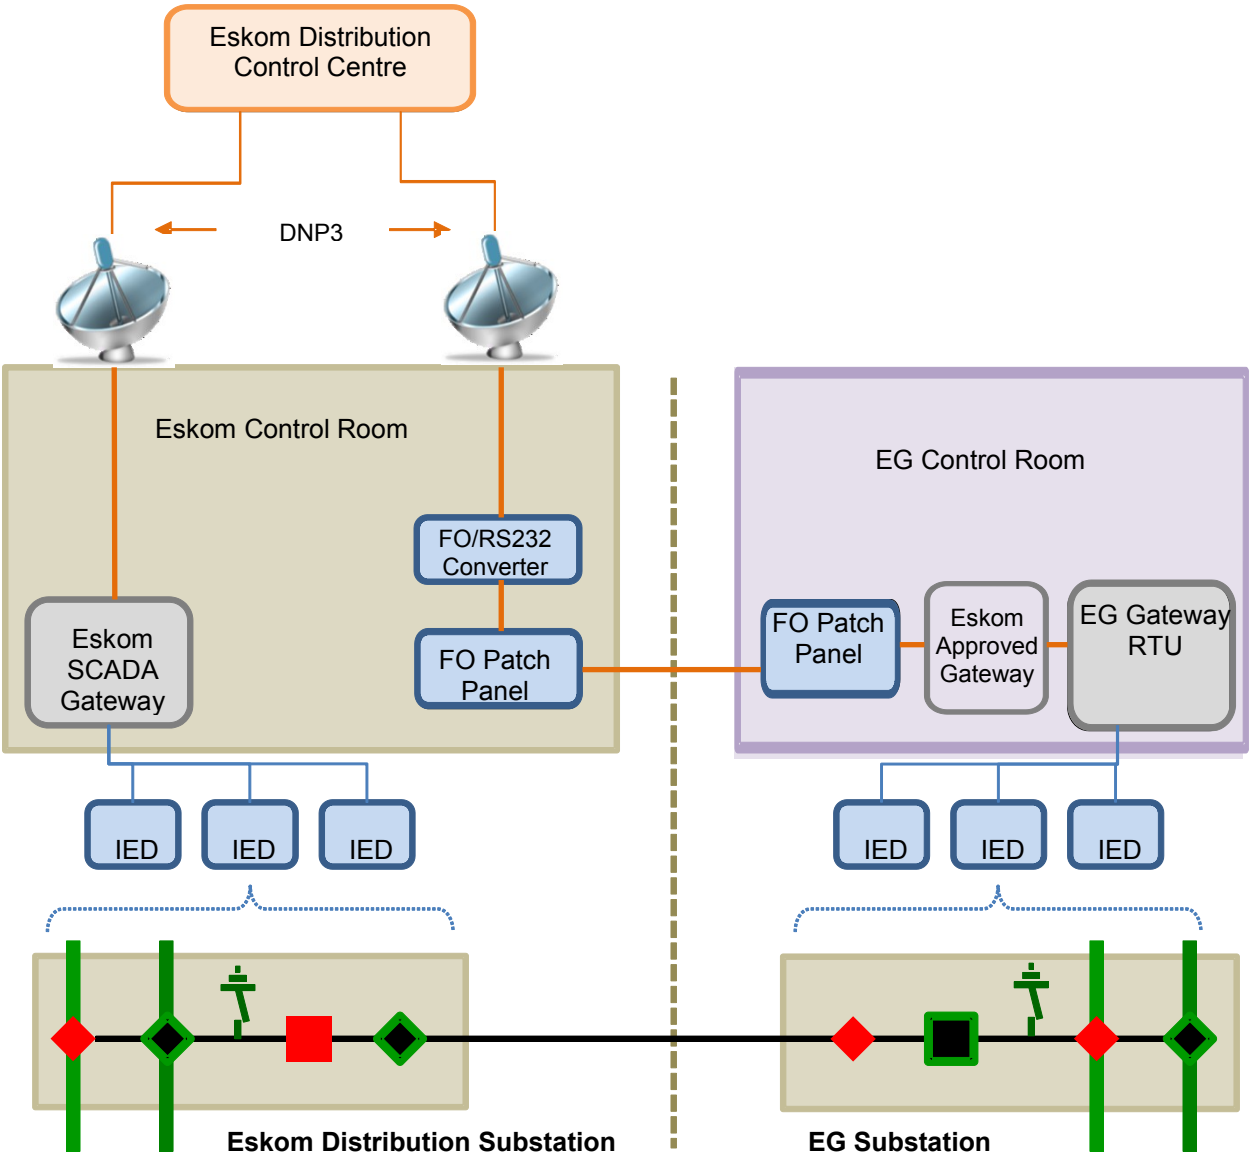 Eskom Distribution
Control Centre
DNP3
Eskom Control Room
FO/RS232
Converter
Eskom
SCADA
Gateway
FO Patch
Panel
EG Control Room
FO Patch
Panel
Eskom
Approved
Gateway
EG Gateway
RTU
IED
IED
IED
IED
IED
IED
Eskom Distribution Substation
EG Substation